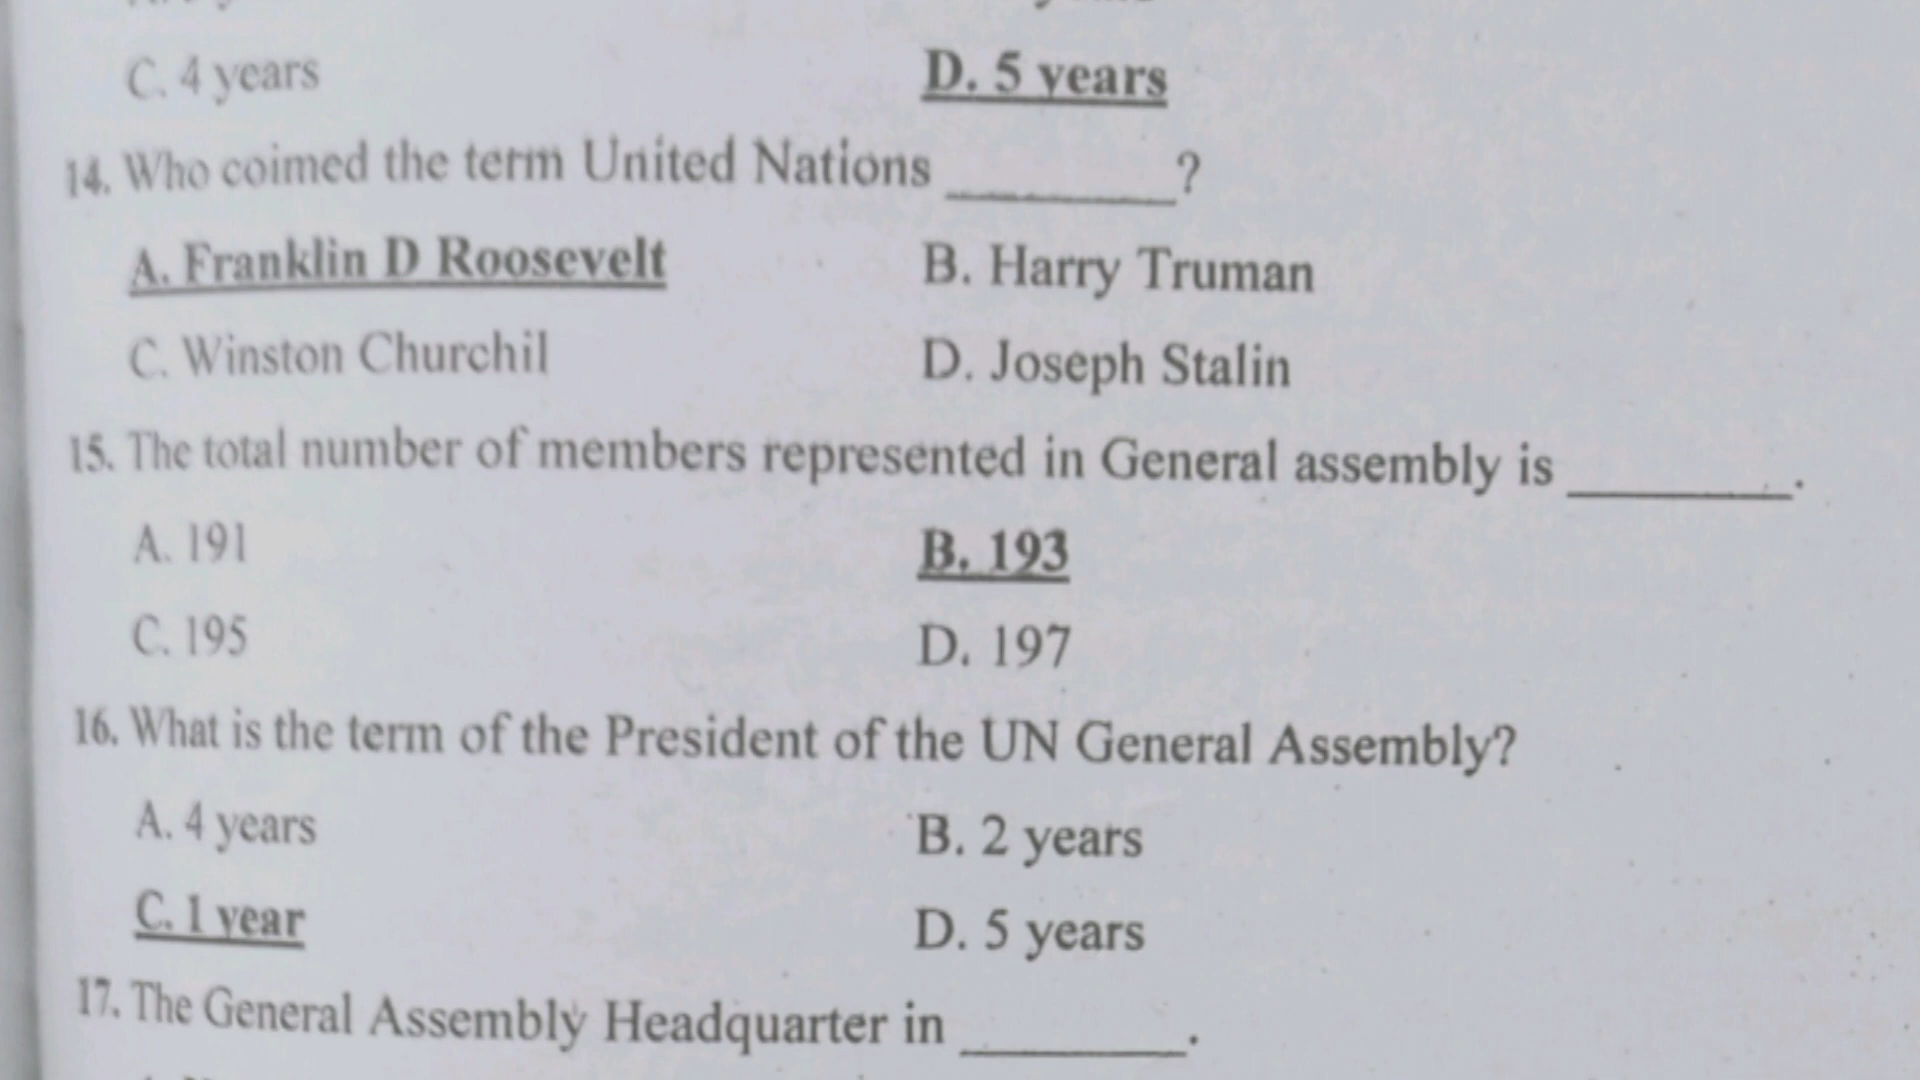 C. 4 years
D. 5 years
14. Who coimed the term United Nations ________?
A. Franklin D Roosevelt
B. Harry Truman
C. Winston Churchil
D. Joseph Stalin
15. The total number of members represented in General assembly is ________.
A. 191
B. 193
C. 195
D. 197
16. What is the term of the President of the UN General Assembly?
A. 4 years
B. 2 years
C. 1 year
D. 5 years
17. The General Assembly Headquarter in ________.